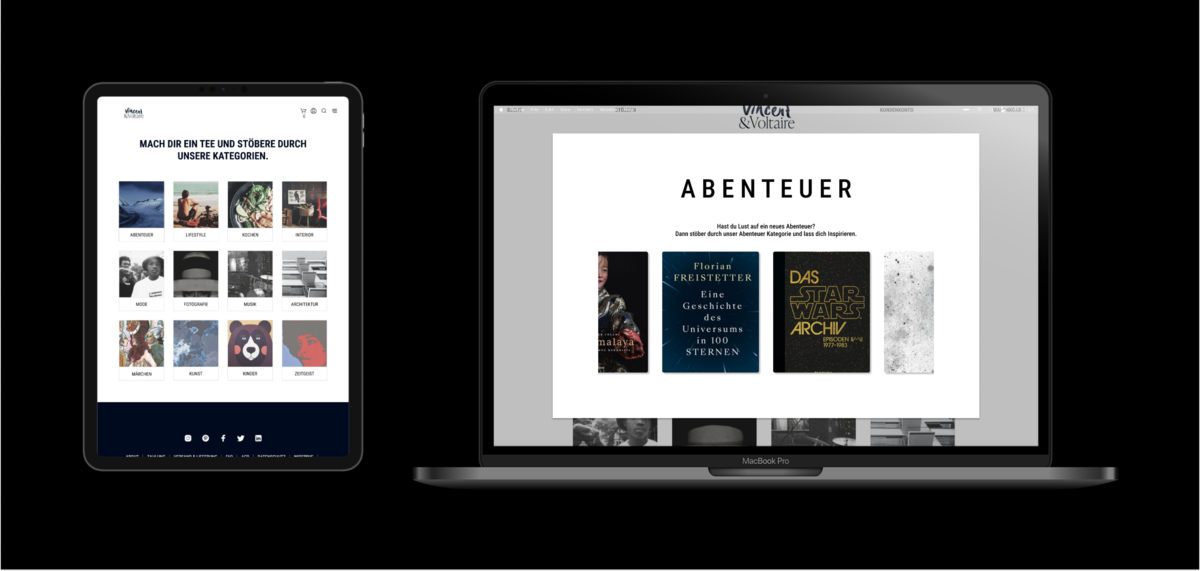 Vincent
&Voltaire
MACH DIR EIN TEE UND STÖBERE DURCH
UNSERE KATEGORIEN.
ABENTEUER
LIFESTYLE
KOCHEN
INTERIOR
MODE
FOTOGRAFIE
MUSIK
ARCHITEKTUR
MÄRCHEN
KUNST
KINDER
ZEITGEIST
Vincent
&Voltaire
KUNDENKONTO
ABENTEUER
Hast du Lust auf ein neues Abenteuer?
Dann stöber durch unser Abenteuer Kategorie und lass dich Inspirieren.
malaya
Florian
FREISTETTER
Eine
Geschichte
des
Universums
in 100
STERNEN
DAS
STAR
WARS
ARCHIV
EPISODEN IV–VI
1977–1983
MacBook Pro